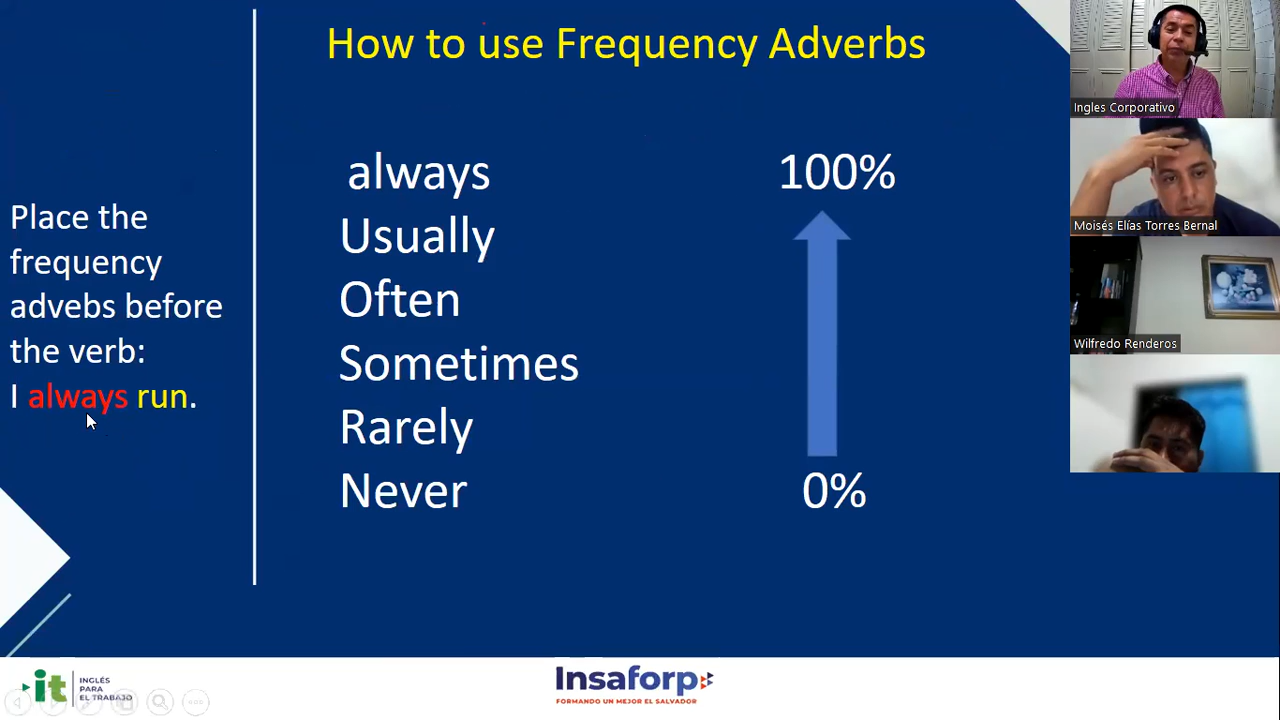 How to use Frequency Adverbs
Place the
frequency
advebs before
the verb:
I always run.
always 100%
Usually
Often
Sometimes
Rarely
Never 0%
Ingles Corporativo
Moisés Elías Torres Bernal
Wilfredo Renderos
it INGLÉS
PARA
EL TRABAJO
Insaforp
FORMANDO UN MEJOR EL SALVADOR